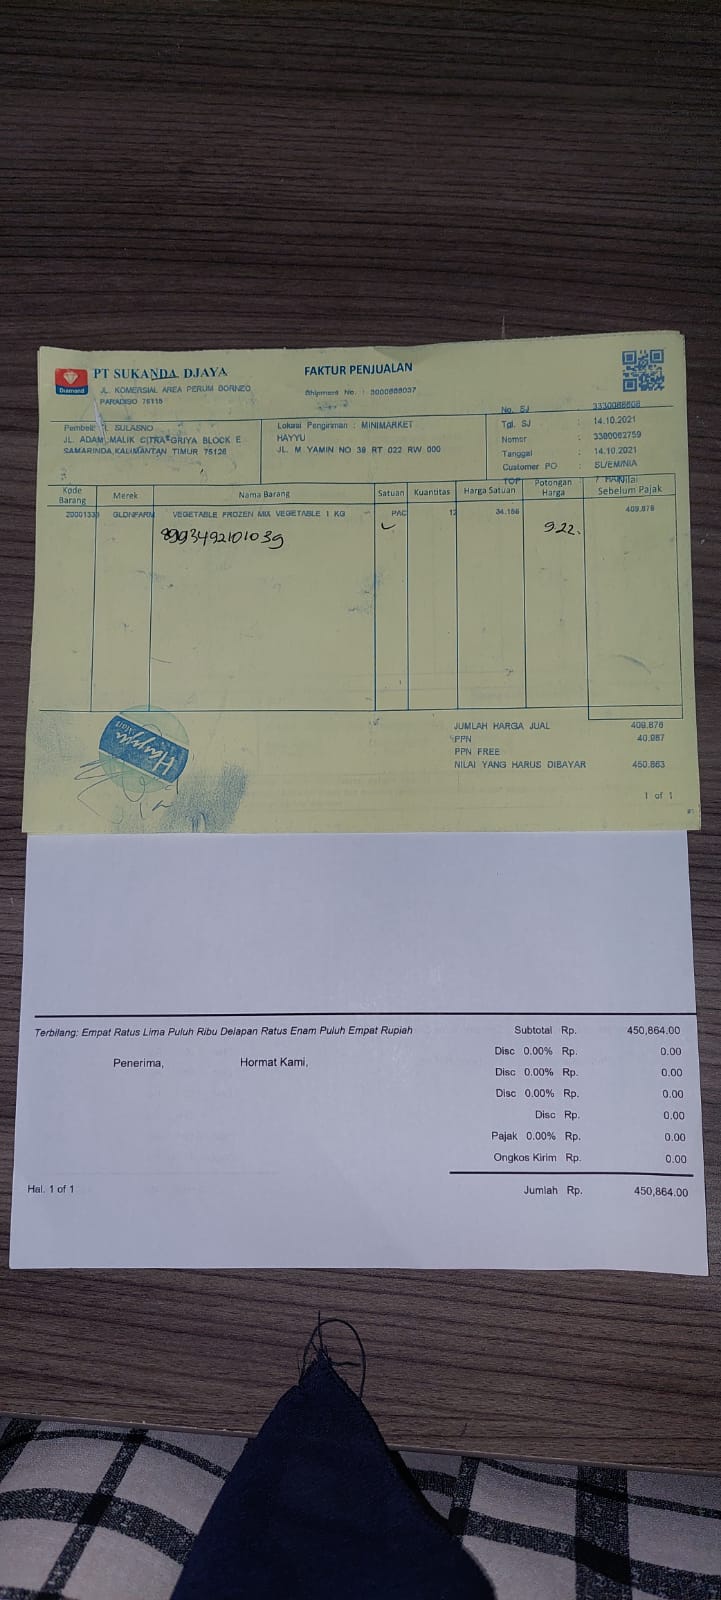 PT SUKANDA DJAYA
Diamond
JL. KOMERSIAL AREA PERUM BORNEO
PARADISO 76115
FAKTUR PENJUALAN
Shipment No. :
Pembeli: SULASNO
JL. ADAM MALIK CITRA GRIYA BLOCK E
SAMARINDA, KALIMANTAN TIMUR 75126
Lokasi Pengiriman : MINIMARKET
HAYYU
JL. M YAMIN NO 38 RT 022 RW 000
No. SJ
Tgl. SJ : 14.10.2021
Nomor : 3380062759
Tanggal : 14.10.2021
Customer PO :
TOP
Kode Barang Merek Nama Barang Satuan Kuantitas Harga Satuan Potongan Harga Nilai Sebelum Pajak
GLDNFARM VEGETABLE FROZEN MIX VEGETABLE 1 KG PAC 12 34.156 409.876
8993492101039
922.
Hayyu
JUMLAH HARGA JUAL 409.876
PPN 40.987
PPN FREE
NILAI YANG HARUS DIBAYAR 450.863
1 of 1
Terbilang: Empat Ratus Lima Puluh Ribu Delapan Ratus Enam Puluh Empat Rupiah
Penerima, Hormat Kami,
Subtotal Rp. 450,864.00
Disc 0.00% Rp. 0.00
Disc 0.00% Rp. 0.00
Disc 0.00% Rp. 0.00
Disc Rp. 0.00
Pajak 0.00% Rp. 0.00
Ongkos Kirim Rp. 0.00
Hal. 1 of 1
Jumlah Rp. 450,864.00